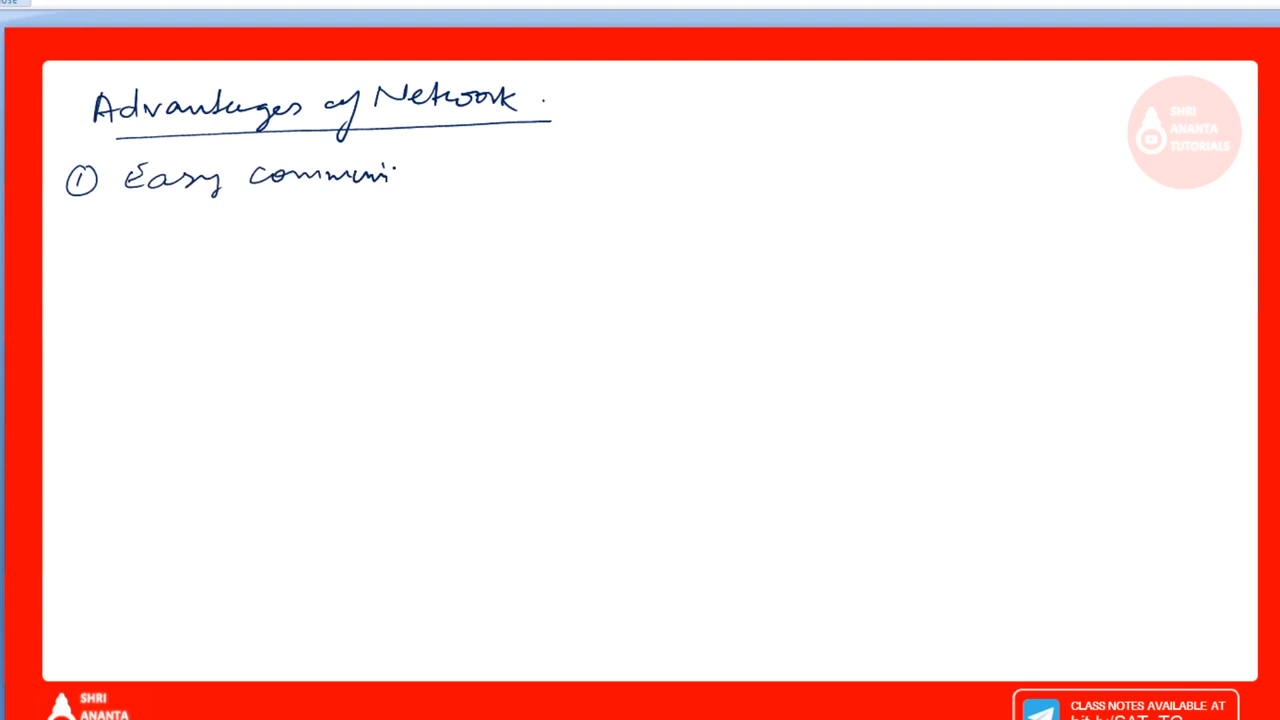 Advantages of Network.
① Easy communi
SHRI
ANANTA
TUTORIALS
SHRI
ANANTA
CLASS NOTES AVAILABLE AT